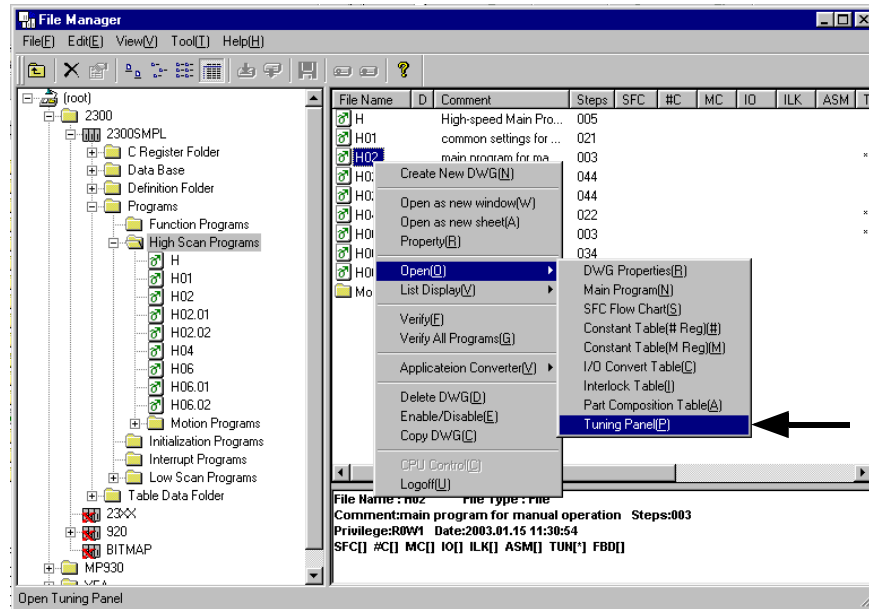 File Manager
File(F) Edit(E) View(V) Tool(T) Help(H)
(root)
2300
2300SMPL
C Register Folder
Data Base
Definition Folder
Programs
Function Programs
High Scan Programs
H
H01
H02
H02.01
H02.02
H04
H06
H06.01
H06.02
Motion Programs
Initialization Programs
Interrupt Programs
Low Scan Programs
Table Data Folder
23XX
920
BITMAP
MP930
File Name D Comment Steps SFC #C MC IO ILK ASM T
H High-speed Main Pro... 005
H01 common settings for ... 021
H02 main program for ma 003 *
044
044
022 *
003 *
034
Mo
Create New DWG(N)
Open as new window(W)
Open as new sheet(A)
Property(R)
Open(O)
List Display(V)
Verify(F)
Verify All Programs(G)
Applicateion Converter(V)
Delete DWG(D)
Enable/Disable(E)
Copy DWG(C)
CPU Control(C)
Logoff(U)
DWG Properties(R)
Main Program(N)
SFC Flow Chart(S)
Constant Table(# Reg)(#)
Constant Table(M Reg)(M)
I/O Convert Table(C)
Interlock Table(I)
Part Composition Table(A)
Tuning Panel(P)
File Name : H02 File Type : File
Comment:main program for manual operation Steps:003
Privilege:R0W1 Date:2003.01.15 11:30:54
SFC[] #C[] MC[] IO[] ILK[] ASM[] TUN[*] FBD[]
Open Tuning Panel